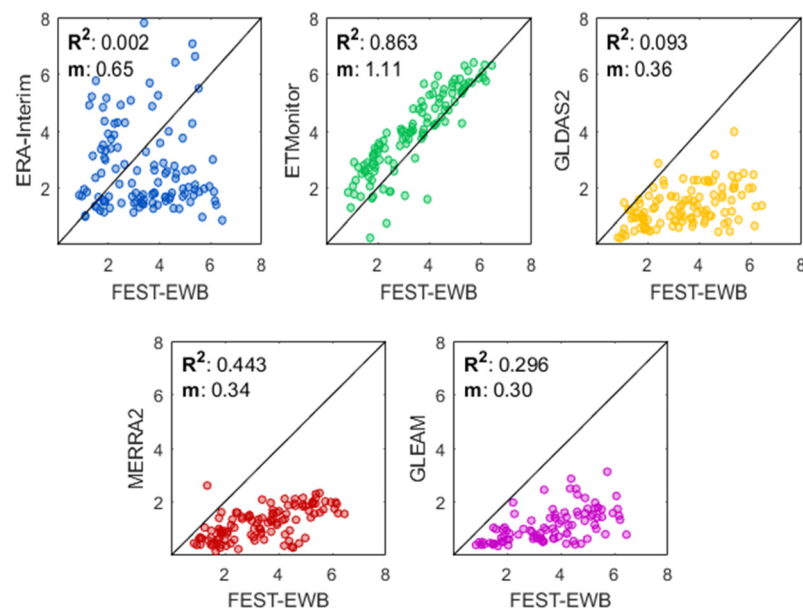 R²: 0.002
m: 0.65
ERA-Interim
8
6
4
2
2 4 6 8
FEST-EWB
R²: 0.863
m: 1.11
ETMonitor
8
6
4
2
2 4 6 8
FEST-EWB
R²: 0.093
m: 0.36
GLDAS2
8
6
4
2
2 4 6 8
FEST-EWB
R²: 0.443
m: 0.34
MERRA2
8
6
4
2
2 4 6 8
FEST-EWB
R²: 0.296
m: 0.30
GLEAM
8
6
4
2
2 4 6 8
FEST-EWB